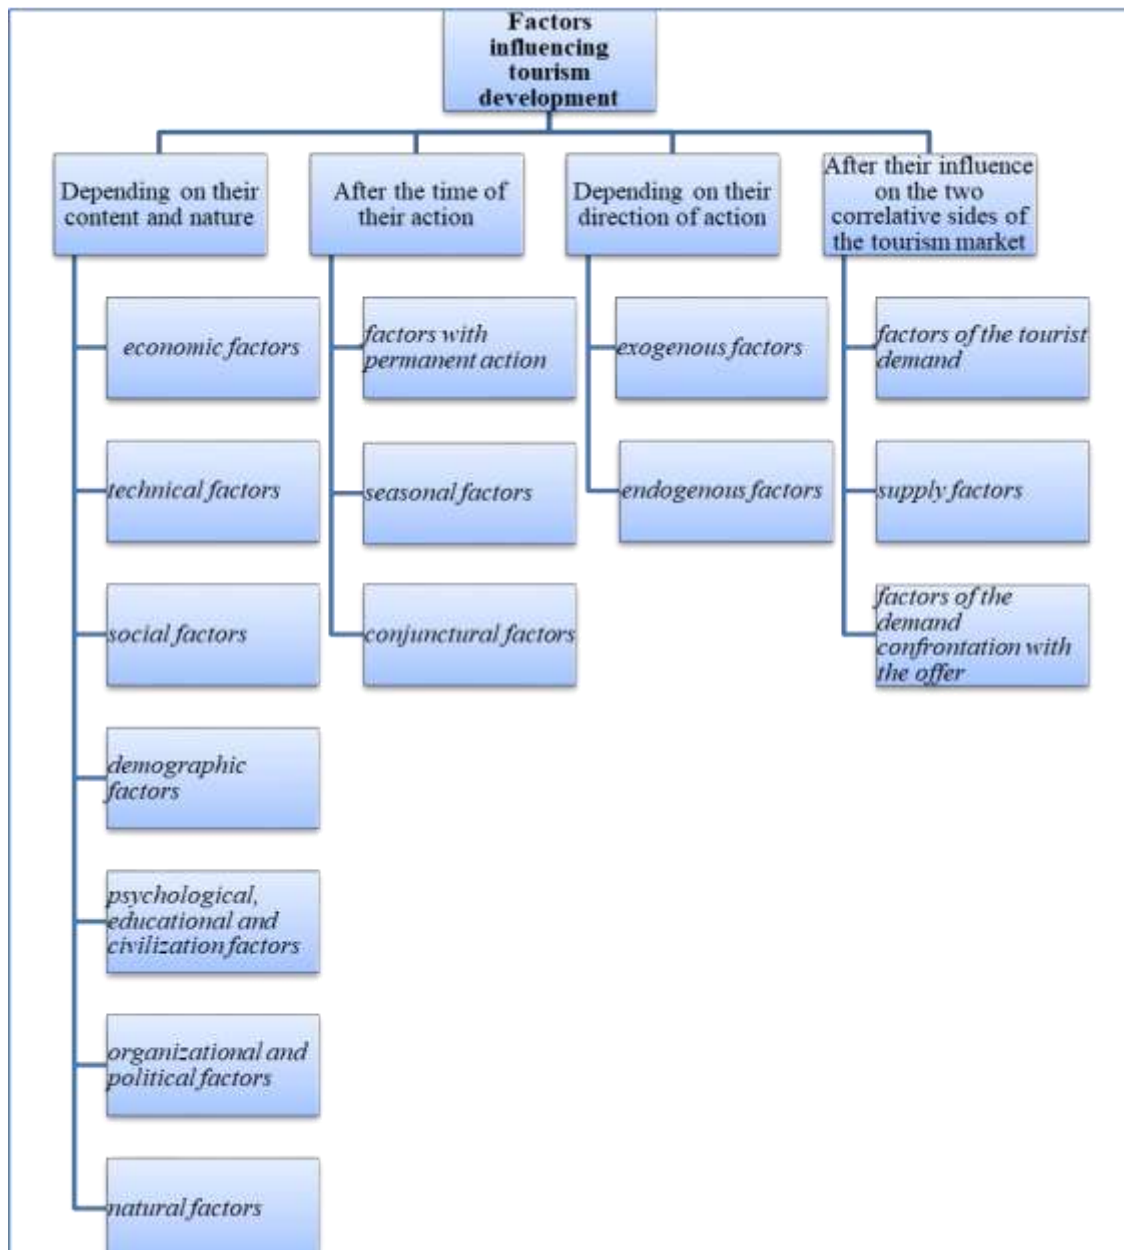 Factors
influencing
tourism
development
Depending on their
content and nature
economic factors
technical factors
social factors
demographic
factors
psychological,
educational and
civilization factors
organizational and
political factors
natural factors
After the time of
their action
factors with
permanent action
seasonal factors
conjunctural factors
Depending on their
direction of action
exogenous factors
endogenous factors
After their influence
on the two
correlative sides of
the tourism market
factors of the tourist
demand
supply factors
factors of the
demand
confrontation with
the offer